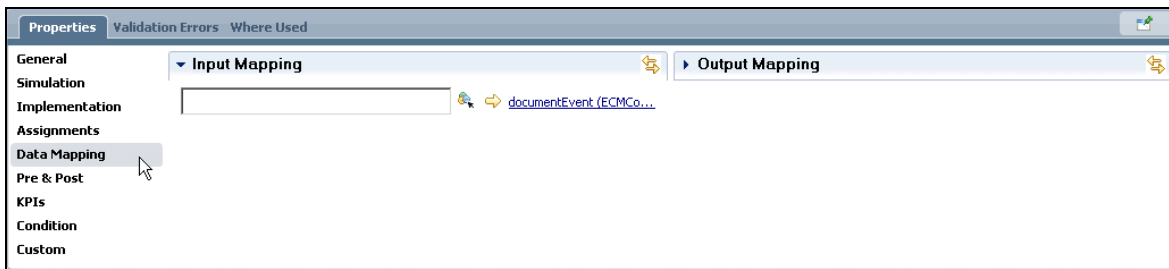 Properties Validation Errors Where Used
General
Simulation
Implementation
Assignments
Data Mapping
Pre & Post
KPIs
Condition
Custom
Input Mapping
documentEvent (ECMCo...
Output Mapping